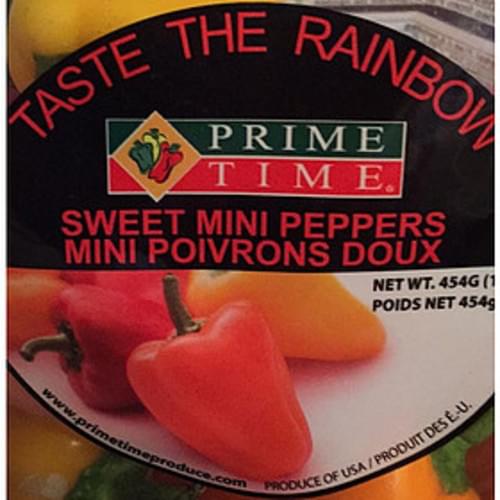 TASTE THE RAINBOW
PRIME
TIME®
SWEET MINI PEPPERS
MINI POIVRONS DOUX
NET WT. 454G (1
POIDS NET 454g
www.primetimeproduce.com
PRODUCE OF USA / PRODUIT DES É.-U.